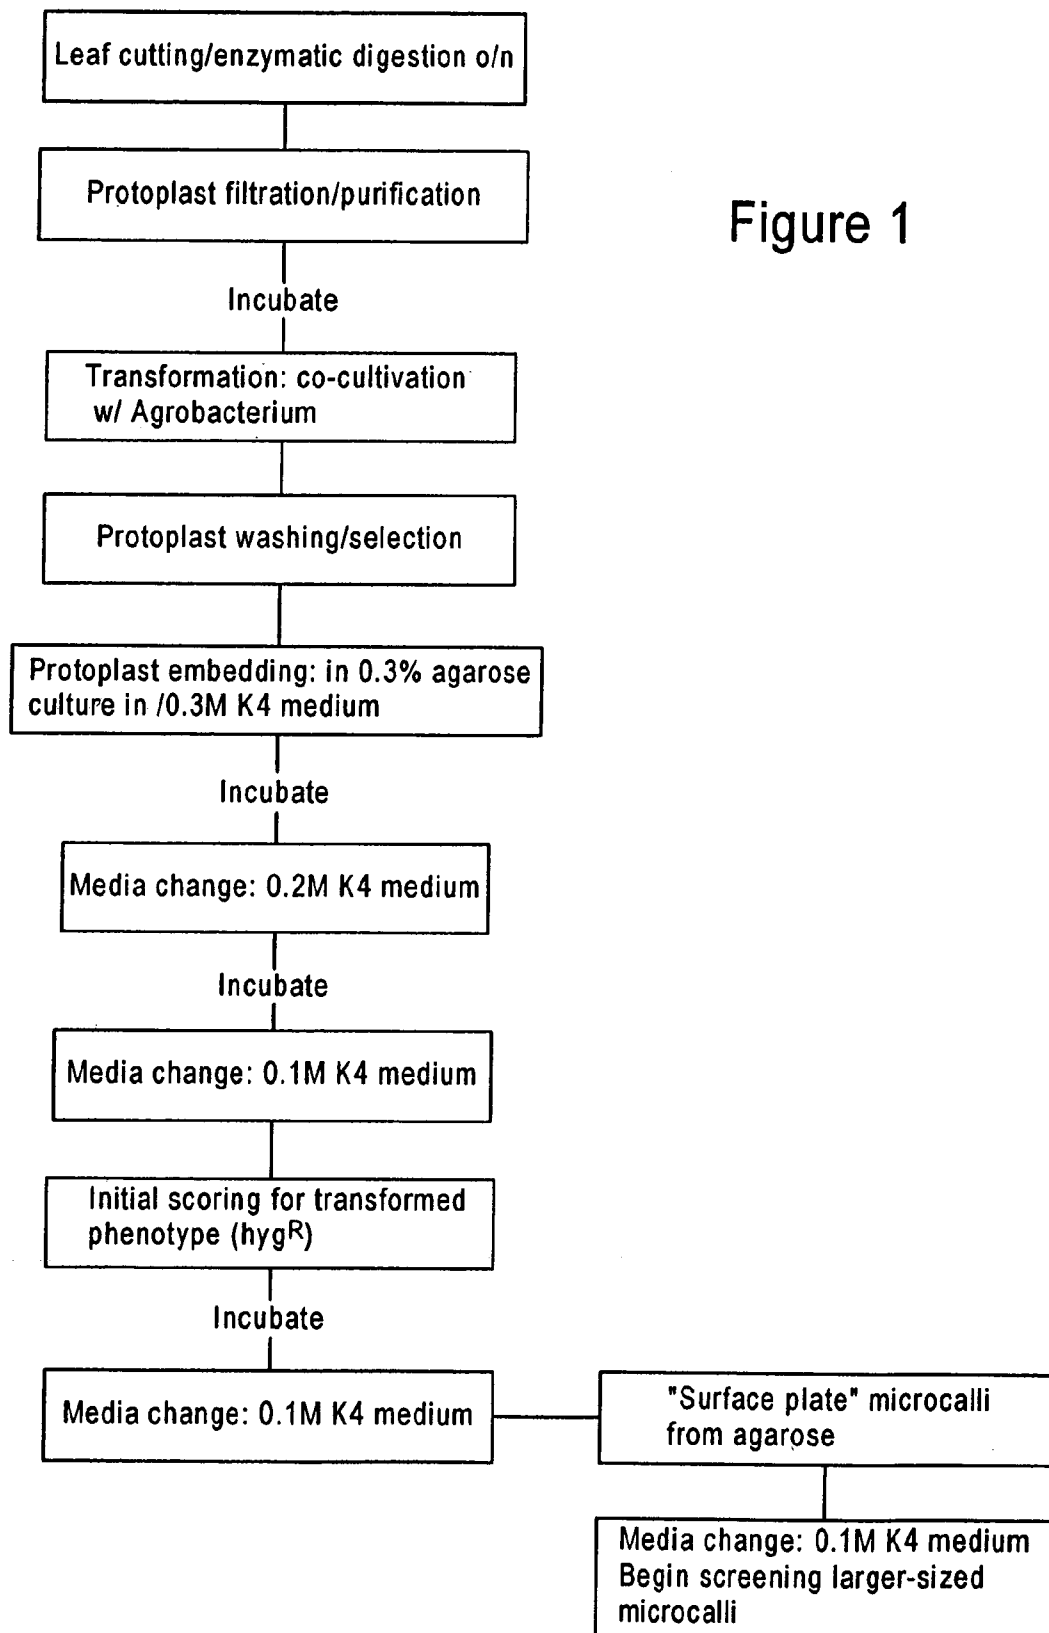 Leaf cutting/enzymatic digestion o/n
Protoplast filtration/purification
Figure 1
Incubate
Transformation: co-cultivation
w/ Agrobacterium
Protoplast washing/selection
Protoplast embedding: in 0.3% agarose
culture in /0.3M K4 medium
Incubate
Media change: 0.2M K4 medium
Incubate
Media change: 0.1M K4 medium
Initial scoring for transformed
phenotype (hygR)
Incubate
Media change: 0.1M K4 medium
"Surface plate" microcalli
from agarose
Media change: 0.1M K4 medium
Begin screening larger-sized
microcalli